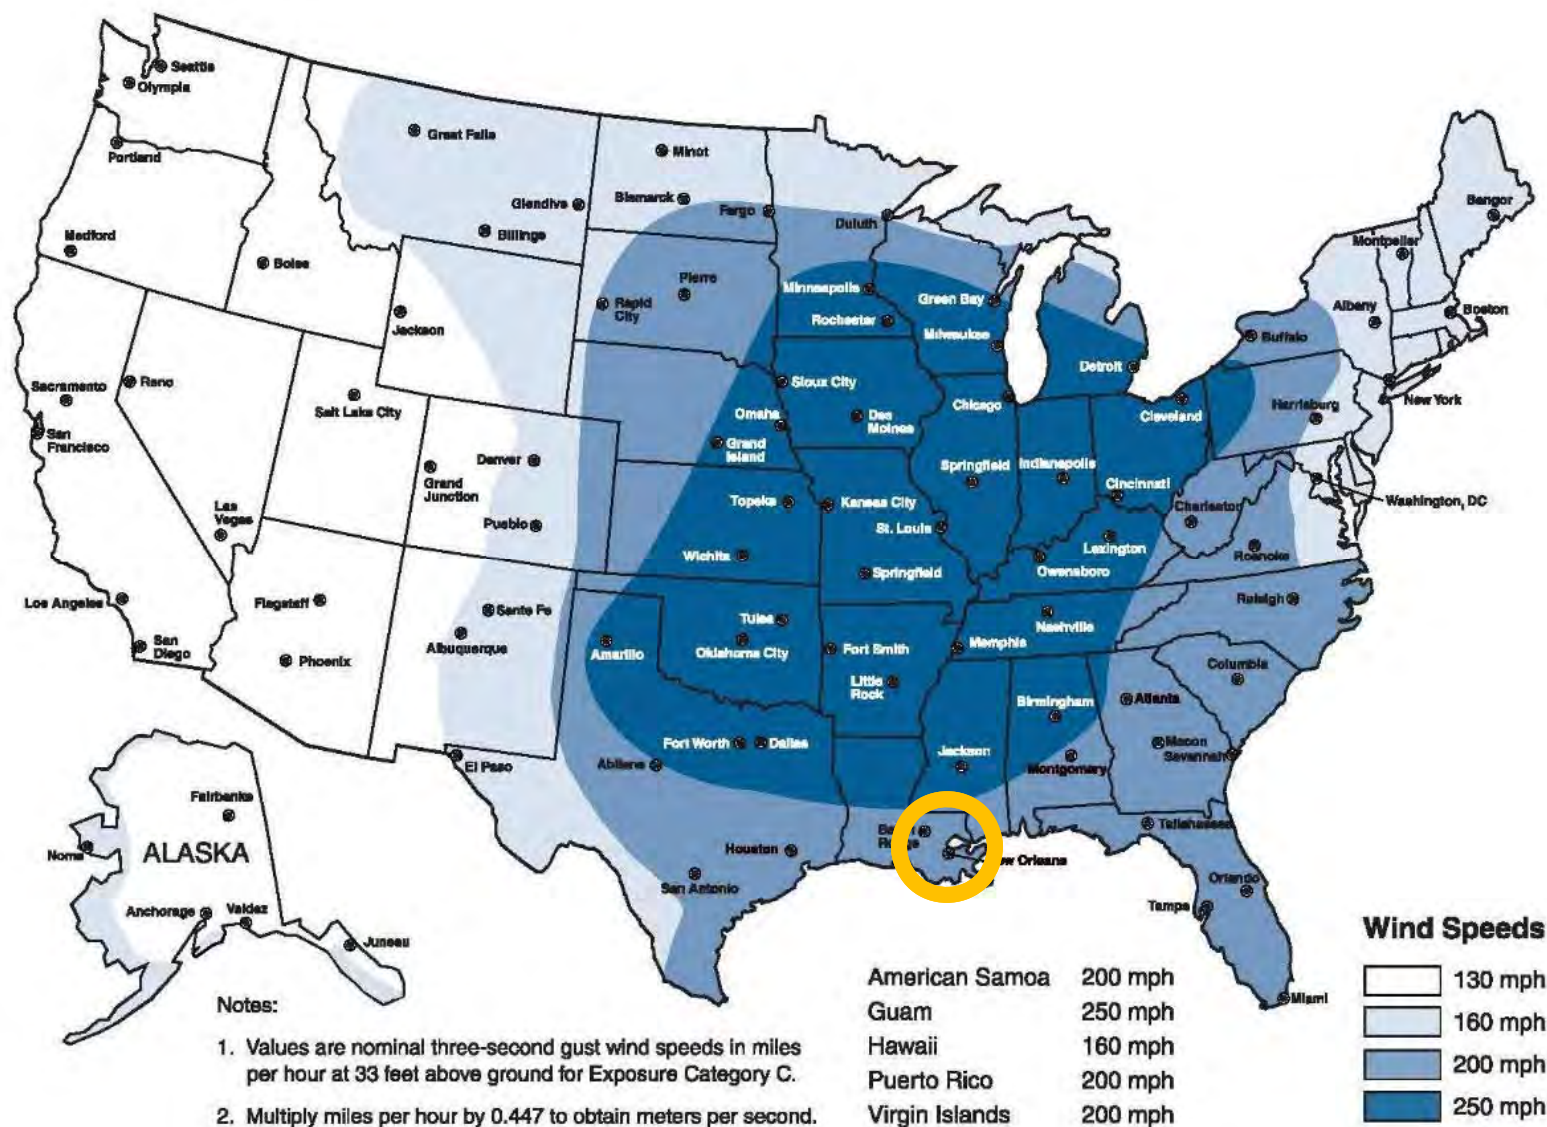 Seattle
Olympia
Portland
Medford
Boise
Great Falls
Glendive
Billings
Minot
Bismarck
Fargo
Duluth
Bangor
Montpelier
Albany
Boston
Buffalo
Jackson
Rapid
City
Pierre
Minneapolis
Rochester
Green Bay
Milwaukee
Detroit
Sacramento
Reno
San
Francisco
Salt Lake City
Sioux City
Omaha
Des
Moines
Grand
Island
Chicago
Cleveland
Harrisburg
New York
Denver
Grand
Junction
Pueblo
Topeka
Kansas City
Springfield
Indianapolis
Cincinnati
St. Louis
Charleston
Washington, DC
Las
Vegas
Wichita
Springfield
Lexington
Owensboro
Roanoke
Los Angeles
Flagstaff
Sante Fe
Albuquerque
Tulsa
Oklahoma City
Amarillo
Fort Smith
Memphis
Nashville
Raleigh
San
Diego
Phoenix
Little
Rock
Birmingham
Columbia
Atlanta
El Paso
Fort Worth
Dallas
Abilene
Jackson
Montgomery
Macon
Savannah
Houston
San Antonio
Tallahassee
Orlando
Tampa
Miami
Fairbanks
Nome
ALASKA
Anchorage
Valdez
Juneau
Notes:
1. Values are nominal three-second gust wind speeds in miles
per hour at 33 feet above ground for Exposure Category C.
2. Multiply miles per hour by 0.447 to obtain meters per second.
American Samoa 200 mph
Guam 250 mph
Hawaii 160 mph
Puerto Rico 200 mph
Virgin Islands 200 mph
Wind Speeds
130 mph
160 mph
200 mph
250 mph